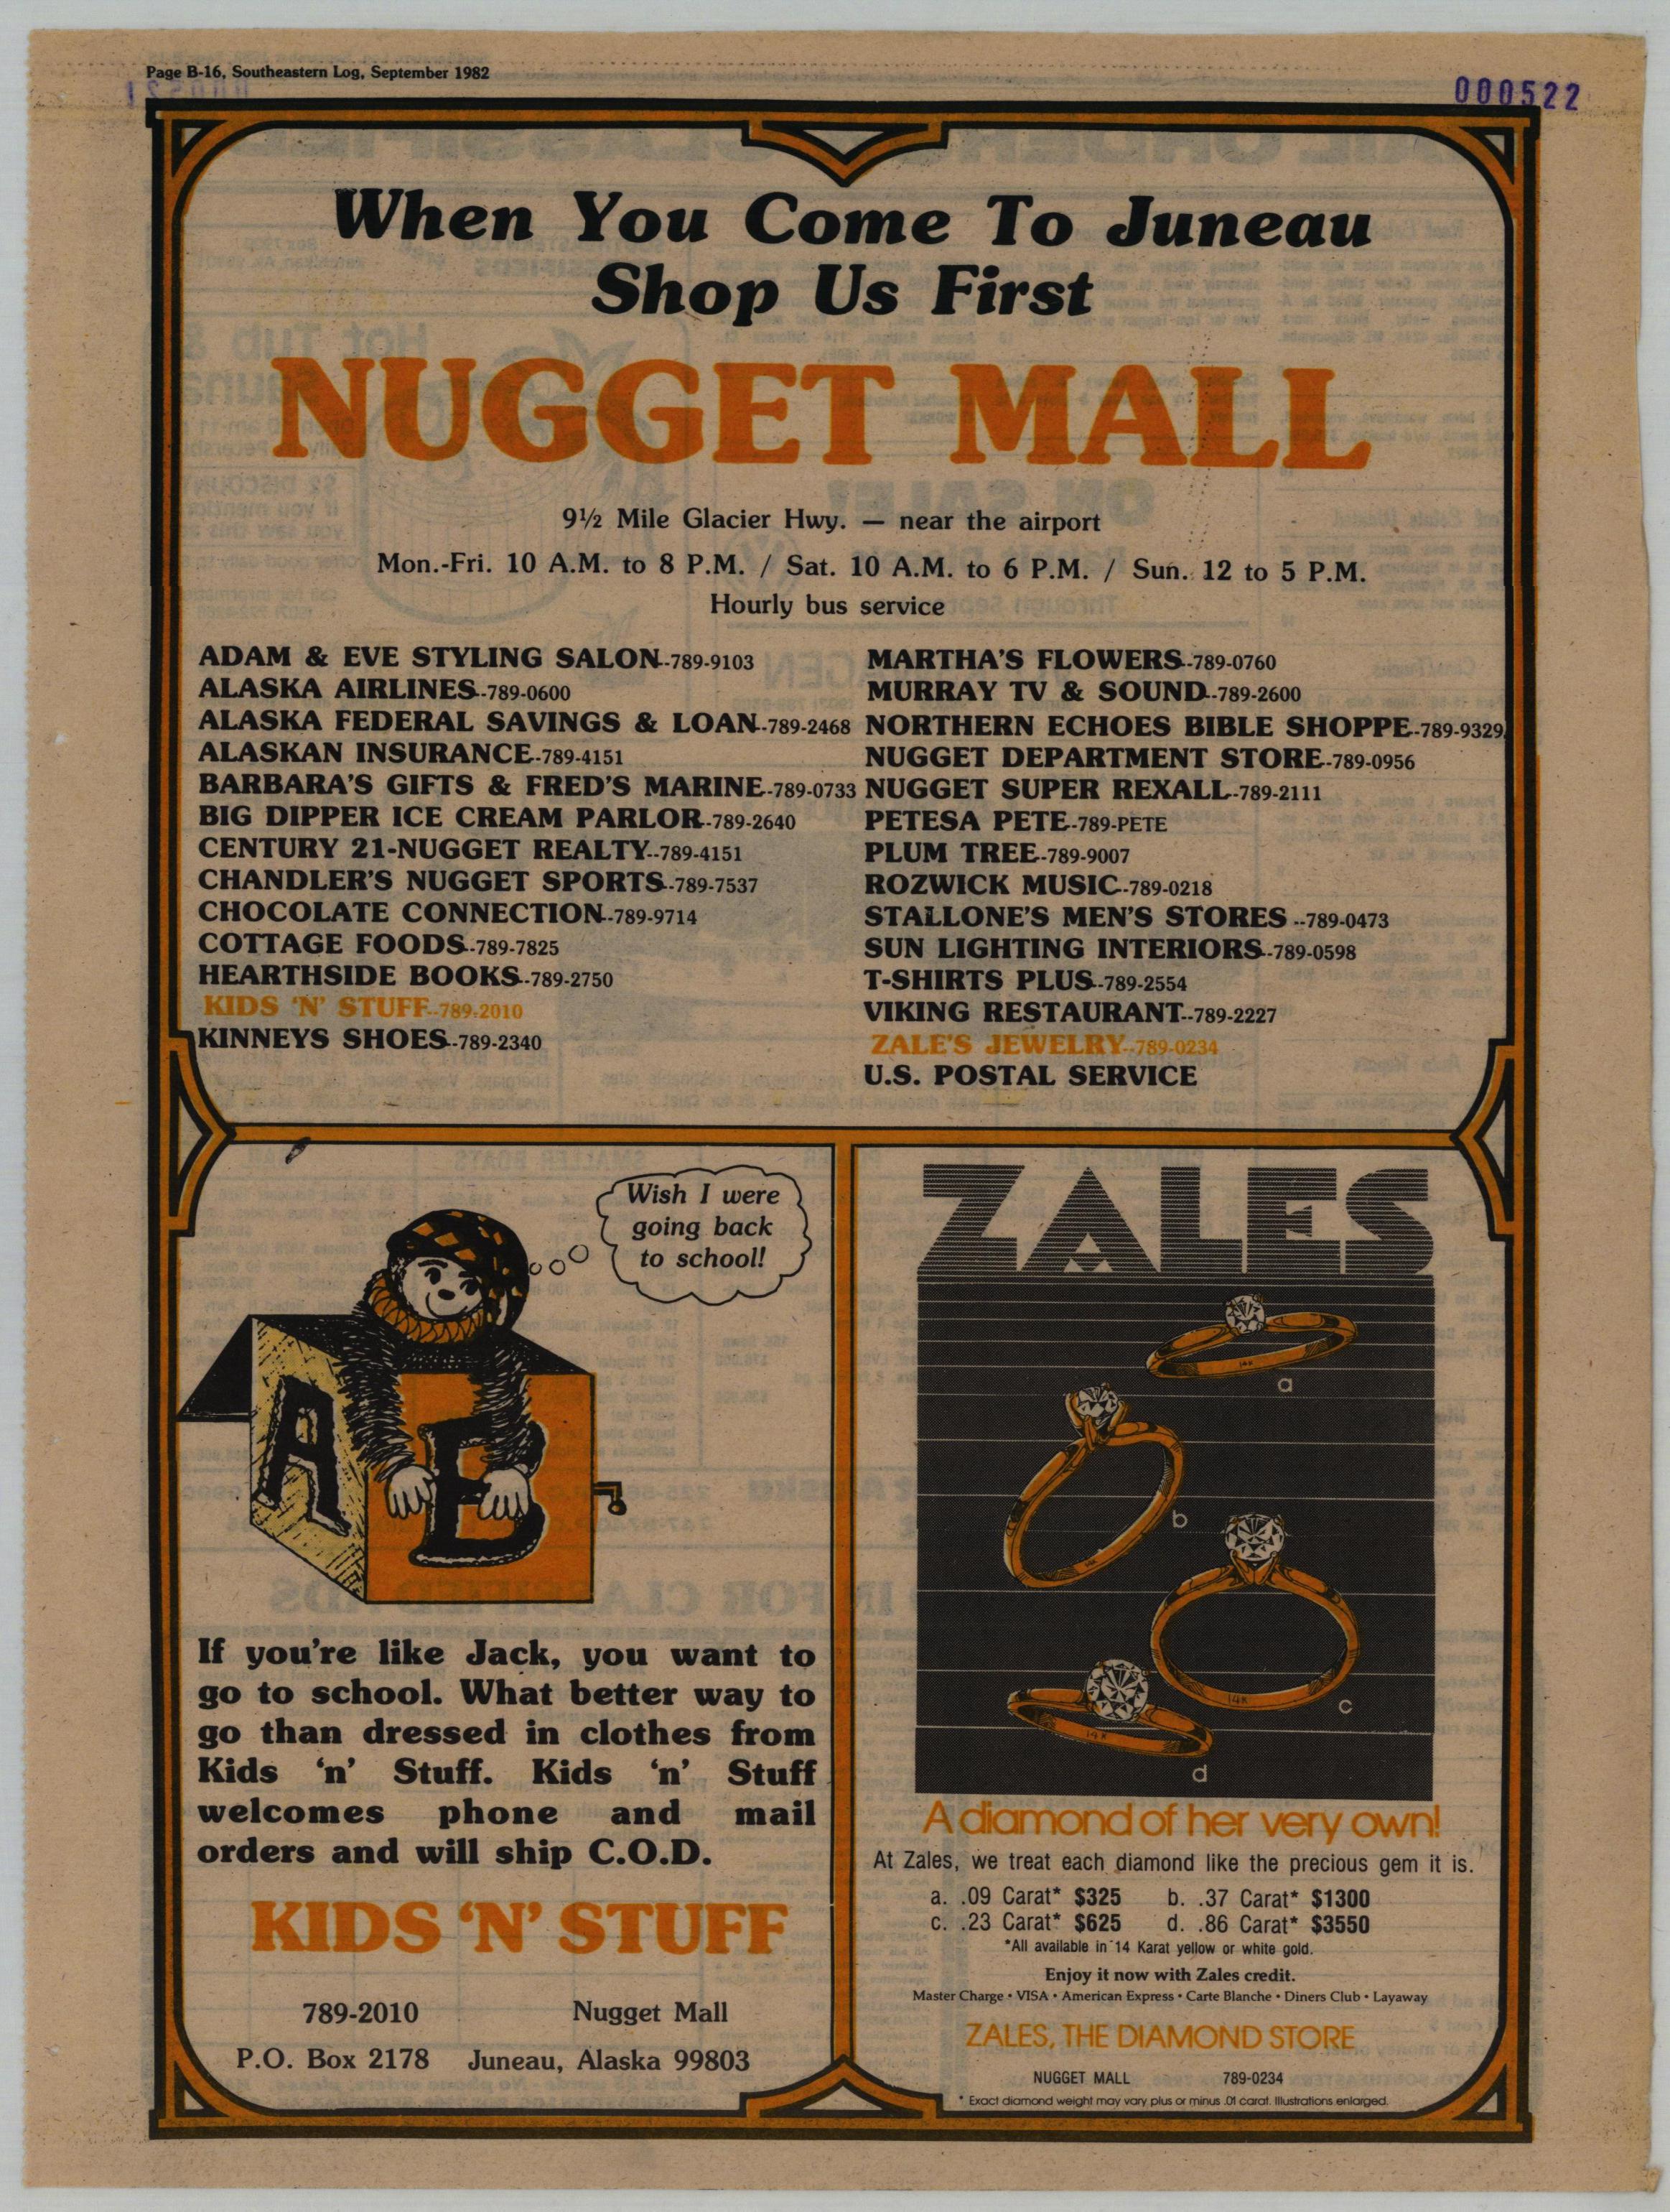 Page B-16, Southeastern Log, September 1982
000522
When You Come To Juneau
Shop Us First
NUGGET MALL
9½ Mile Glacier Hwy. — near the airport
Mon.-Fri. 10 A.M. to 8 P.M. / Sat. 10 A.M. to 6 P.M. / Sun. 12 to 5 P.M.
Hourly bus service
ADAM & EVE STYLING SALON--789-9103
ALASKA AIRLINES--789-0600
ALASKA FEDERAL SAVINGS & LOAN--789-2468
ALASKAN INSURANCE--789-4151
BARBARA'S GIFTS & FRED'S MARINE--789-0733
BIG DIPPER ICE CREAM PARLOR--789-2640
CENTURY 21-NUGGET REALTY--789-4151
CHANDLER'S NUGGET SPORTS--789-7537
CHOCOLATE CONNECTION--789-9714
COTTAGE FOODS--789-7825
HEARTHSIDE BOOKS--789-2750
KIDS 'N' STUFF--789-2010
KINNEYS SHOES--789-2340
MARTHA'S FLOWERS--789-0760
MURRAY TV & SOUND--789-2600
NORTHERN ECHOES BIBLE SHOPPE--789-9329
NUGGET DEPARTMENT STORE--789-0956
NUGGET SUPER REXALL--789-2111
PETESA PETE--789-PETE
PLUM TREE--789-9007
ROZWICK MUSIC--789-0218
STALLONE'S MEN'S STORES --789-0473
SUN LIGHTING INTERIORS--789-0598
T-SHIRTS PLUS--789-2554
VIKING RESTAURANT--789-2227
ZALE'S JEWELRY--789-0234
U.S. POSTAL SERVICE
Wish I were
going back
to school!
A B
If you're like Jack, you want to
go to school. What better way to
go than dressed in clothes from
Kids 'n' Stuff. Kids 'n' Stuff
welcomes phone and mail
orders and will ship C.O.D.
KIDS 'N' STUFF
789-2010 Nugget Mall
P.O. Box 2178 Juneau, Alaska 99803
ZALES
14K
a
14K
b
14K
c
14K
d
A diamond of her very own!
At Zales, we treat each diamond like the precious gem it is.
a. .09 Carat* $325 b. .37 Carat* $1300
c. .23 Carat* $625 d. .86 Carat* $3550
*All available in 14 Karat yellow or white gold.
Enjoy it now with Zales credit.
Master Charge • VISA • American Express • Carte Blanche • Diners Club • Layaway
ZALES, THE DIAMOND STORE
NUGGET MALL 789-0234
* Exact diamond weight may vary plus or minus .01 carat. Illustrations enlarged.